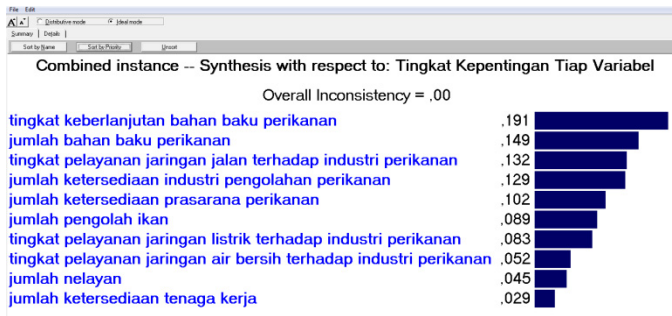 File Edit
A A Distributive mode Ideal mode
Summary Details
Sort by Name Sort by Priority Unsort
Combined instance -- Synthesis with respect to: Tingkat Kepentingan Tiap Variabel
Overall Inconsistency = ,00
tingkat keberlanjutan bahan baku perikanan ,191
jumlah bahan baku perikanan ,149
tingkat pelayanan jaringan jalan terhadap industri perikanan ,132
jumlah ketersediaan industri pengolahan perikanan ,129
jumlah ketersediaan prasarana perikanan ,102
jumlah pengolah ikan ,089
tingkat pelayanan jaringan listrik terhadap industri perikanan ,083
tingkat pelayanan jaringan air bersih terhadap industri perikanan ,052
jumlah nelayan ,045
jumlah ketersediaan tenaga kerja ,029